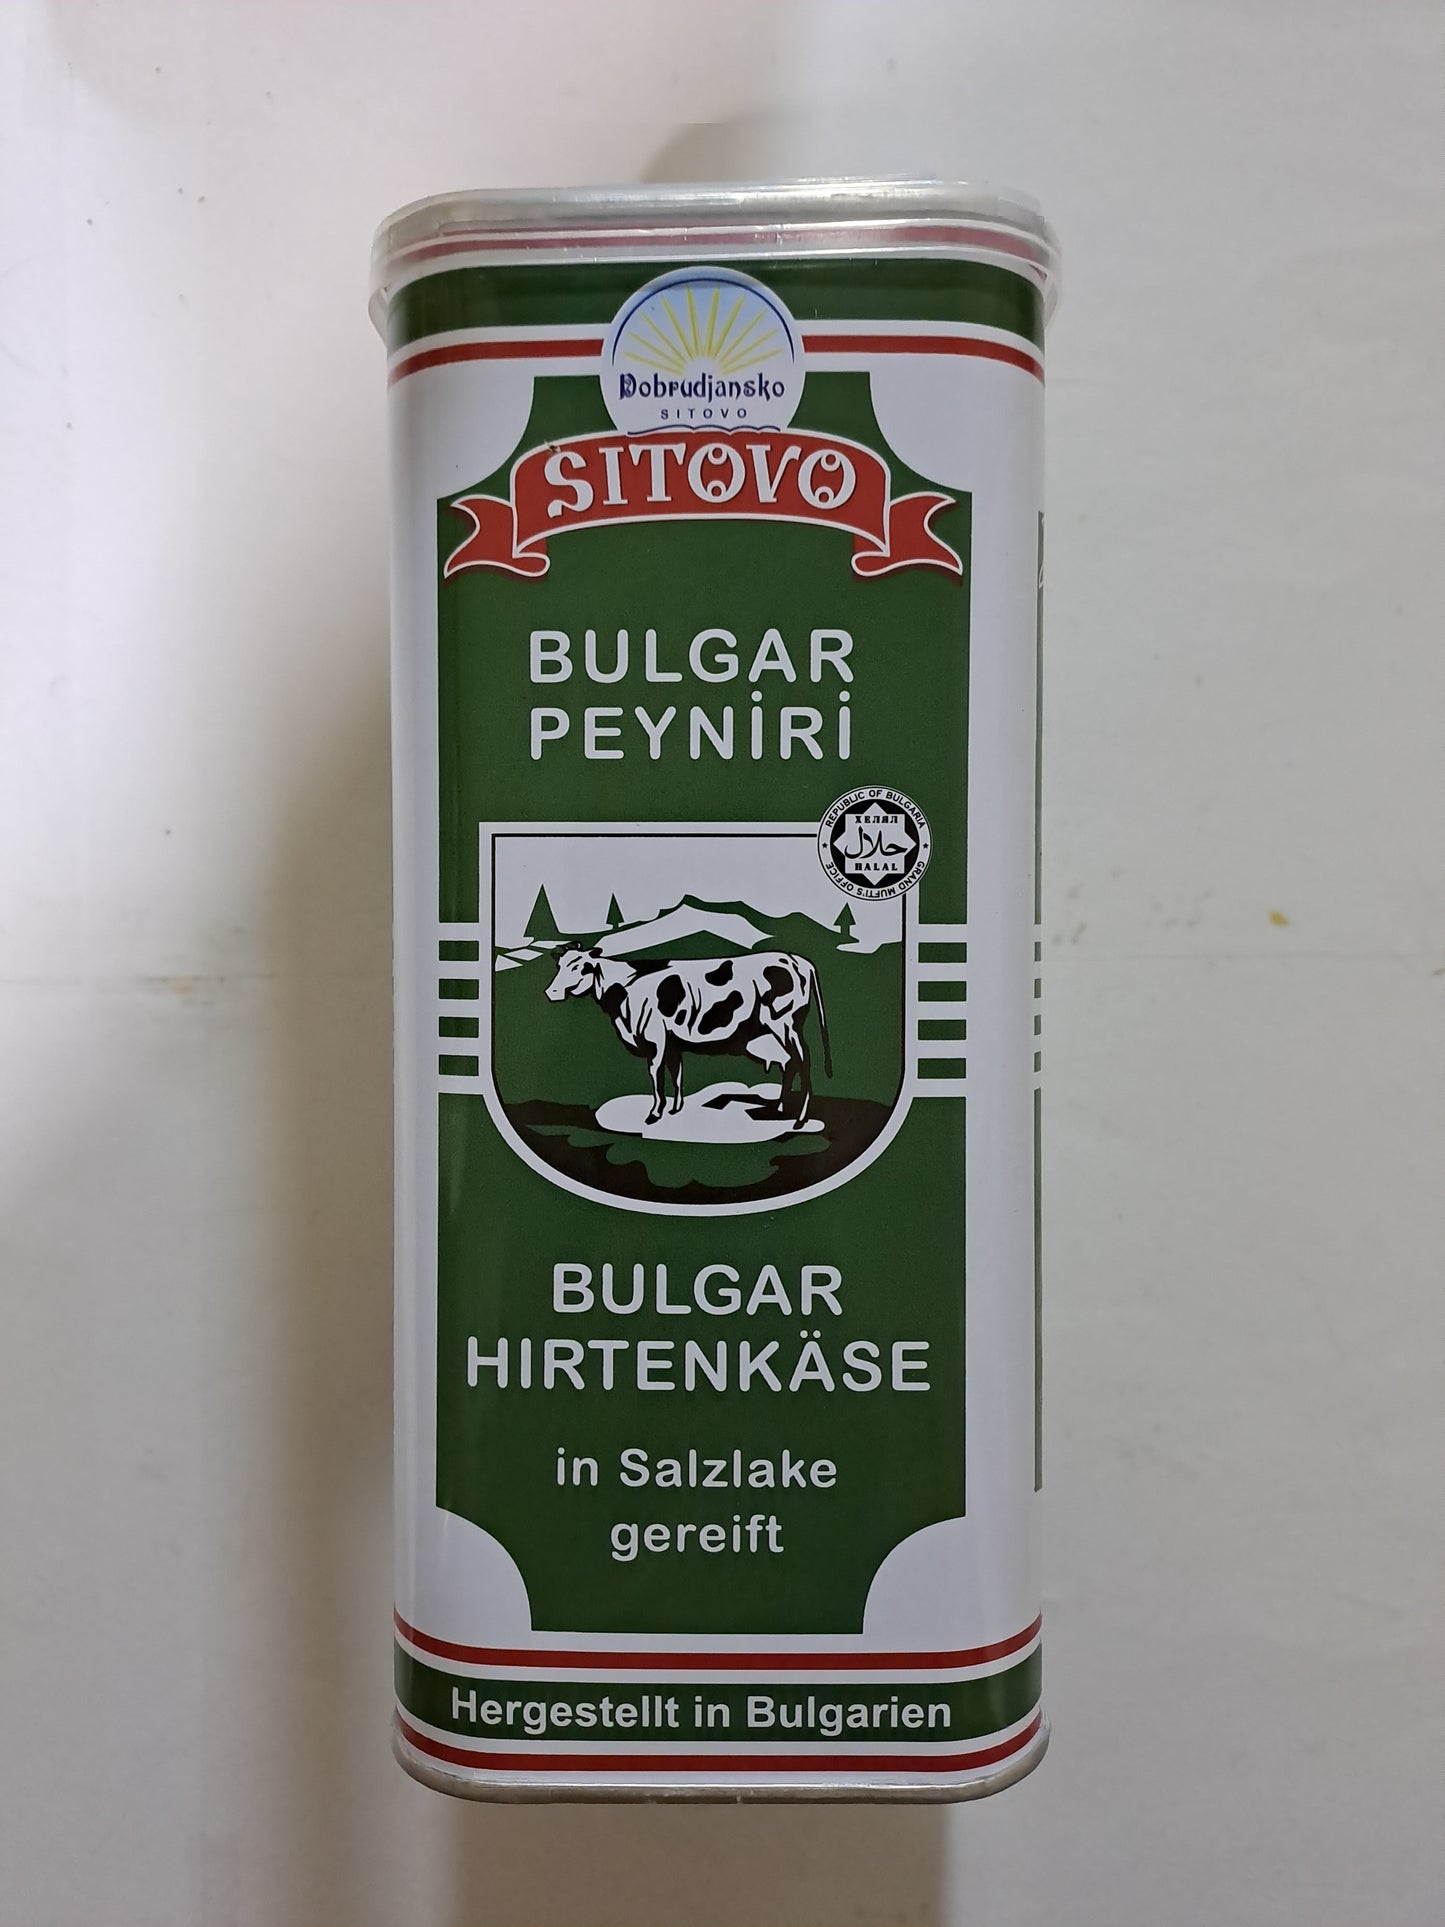 Dobrudjansko
SITOVO
SITOVO
BULGAR
PEYNİRİ
REPUBLIC OF BULGARIA
ХЕЛЯЛ
حلال
HALAL
GRAND MUFTI'S OFFICE
BULGAR
HIRTENKÄSE
in Salzlake
gereift
Hergestellt in Bulgarien